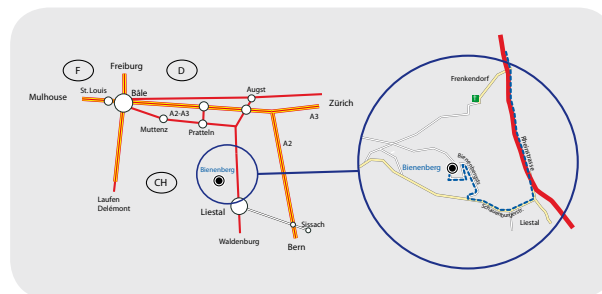 Freiburg
F
D
St.Louis
Bâle
Augst
Mulhouse
Zürich
A2-A3
A3
Muttenz
Pratteln
A2
Bienenberg
CH
Laufen
Delémont
Liestal
Sissach
Waldenburg
Bern
Frenkendorf
Rheinstrasse
Bienenberg
Schauenburgerstr.
Liestal